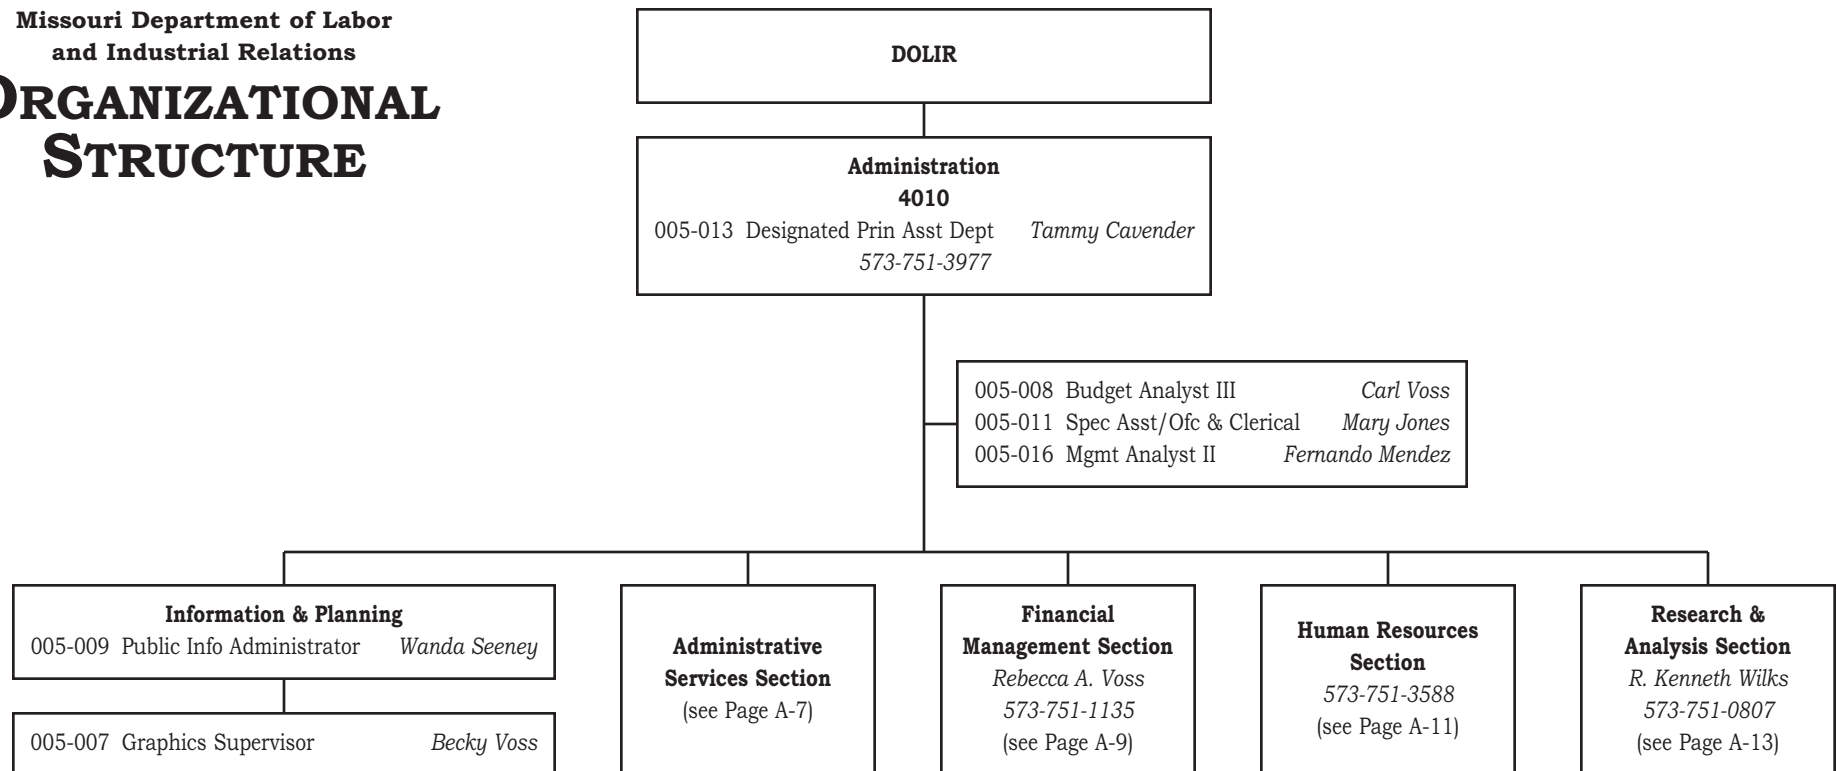 Missouri Department of Labor
and Industrial Relations
ORGANIZATIONAL
STRUCTURE
DOLIR
Administration
4010
005-013 Designated Prin Asst Dept Tammy Cavender
573-751-3977
005-008 Budget Analyst III Carl Voss
005-011 Spec Asst/Ofc & Clerical Mary Jones
005-016 Mgmt Analyst II Fernando Mendez
Information & Planning
005-009 Public Info Administrator Wanda Seeney
005-007 Graphics Supervisor Becky Voss
Administrative
Services Section
(see Page A-7)
Financial
Management Section
Rebecca A. Voss
573-751-1135
(see Page A-9)
Human Resources
Section
573-751-3588
(see Page A-11)
Research &
Analysis Section
R. Kenneth Wilks
573-751-0807
(see Page A-13)